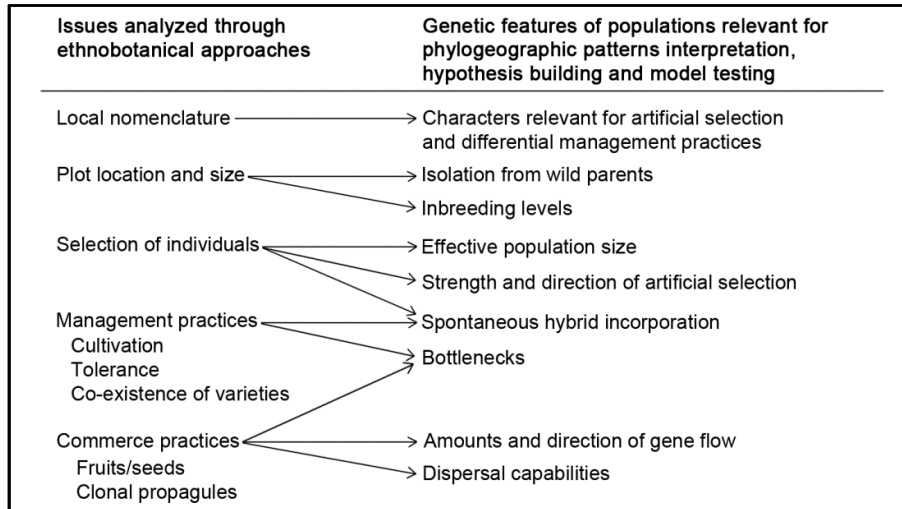 Issues analyzed through
ethnobotanical approaches
Genetic features of populations relevant for
phylogeographic patterns interpretation,
hypothesis building and model testing
Local nomenclature
Characters relevant for artificial selection
and differential management practices
Plot location and size
Isolation from wild parents
Inbreeding levels
Selection of individuals
Effective population size
Strength and direction of artificial selection
Management practices
Spontaneous hybrid incorporation
Cultivation
Bottlenecks
Tolerance
Co-existence of varieties
Commerce practices
Amounts and direction of gene flow
Fruits/seeds
Dispersal capabilities
Clonal propagules